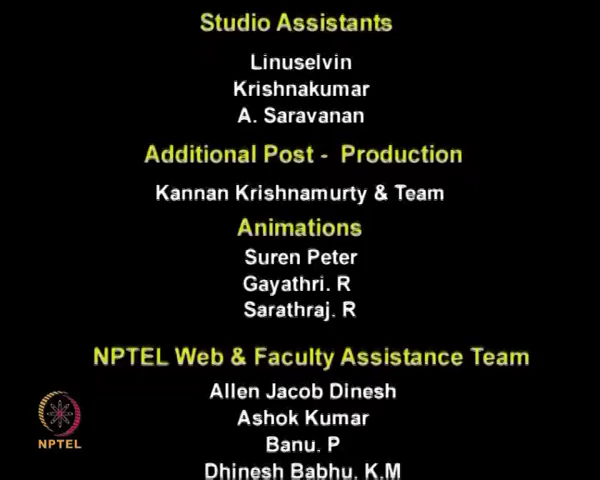 Studio Assistants
Linuselvin
Krishnakumar
A. Saravanan
Additional Post - Production
Kannan Krishnamurty & Team
Animations
Suren Peter
Gayathri. R
Sarathraj. R
NPTEL Web & Faculty Assistance Team
Allen Jacob Dinesh
Ashok Kumar
Banu. P
Dhinesh Babhu. K.M
NPTEL